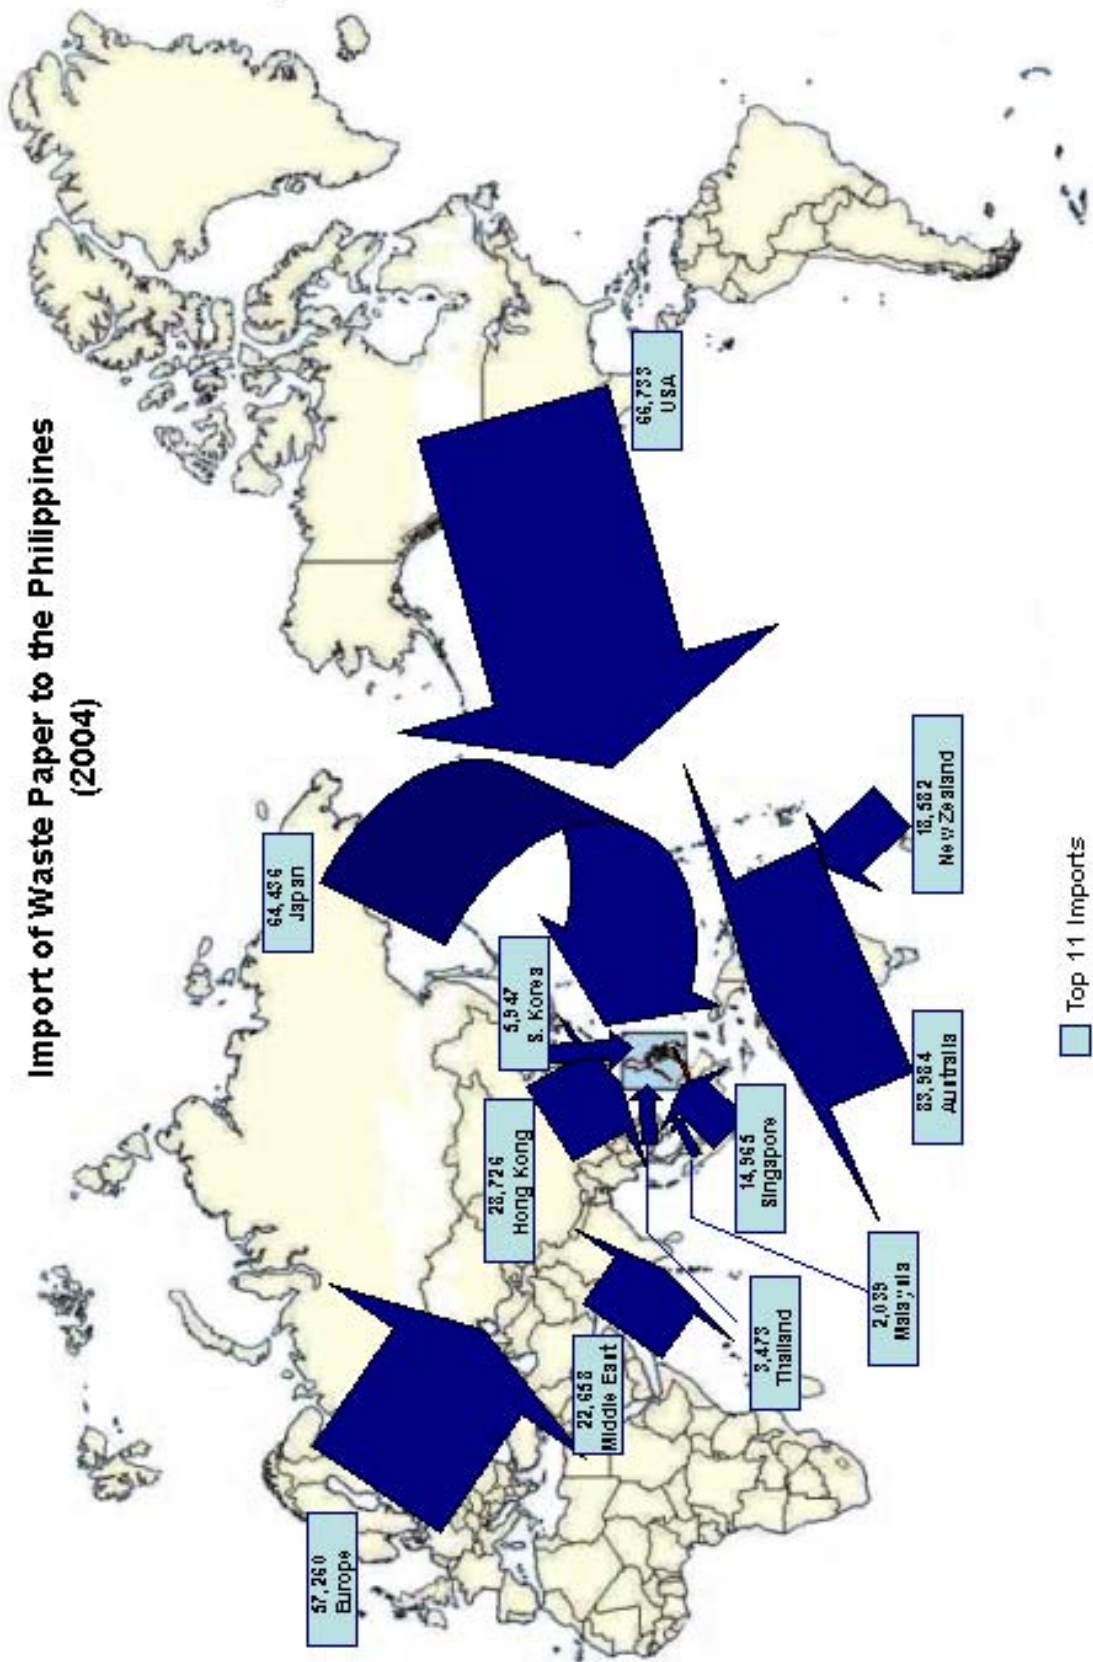 Import of Waste Paper to the Philippines
(2004)
57,260
Europe
64,436
Japan
28,726
Hong Kong
5,947
S. Korea
22,658
Middle East
66,733
USA
3,473
Thailand
14,965
Singapore
2,039
Malaysia
83,984
Australia
18,582
New Zealand
Top 11 Imports